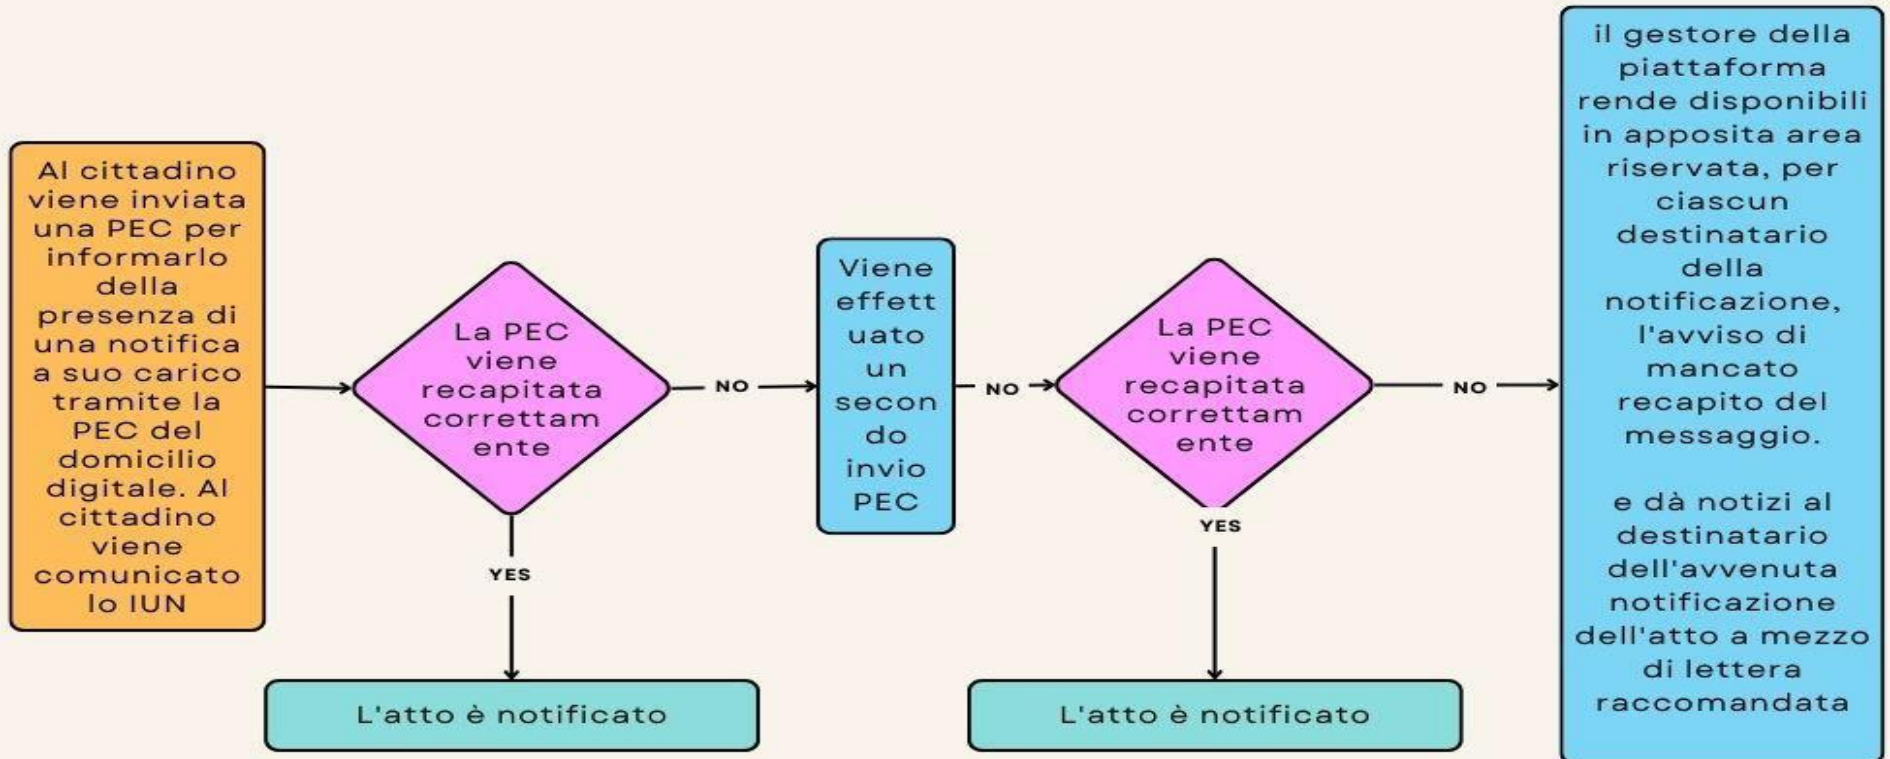 Al cittadino
viene inviata
una PEC per
informarlo
della
presenza di
una notifica
a suo carico
tramite la
PEC del
domicilio
digitale. Al
cittadino
viene
comunicato
lo IUN
La PEC
viene
recapitata
correttam
ente
YES
L'atto è notificato
NO
Viene
effett
uato
un
secon
do
invio
PEC
NO
La PEC
viene
recapitata
correttam
ente
YES
L'atto è notificato
NO
il gestore della
piattaforma
rende disponibili
in apposita area
riservata, per
ciascun
destinatario
della
notificazione,
l'avviso di
mancato
recapito del
messaggio.
e dà notizi al
destinatario
dell'avvenuta
notificazione
dell'atto a mezzo
di lettera
raccomandata